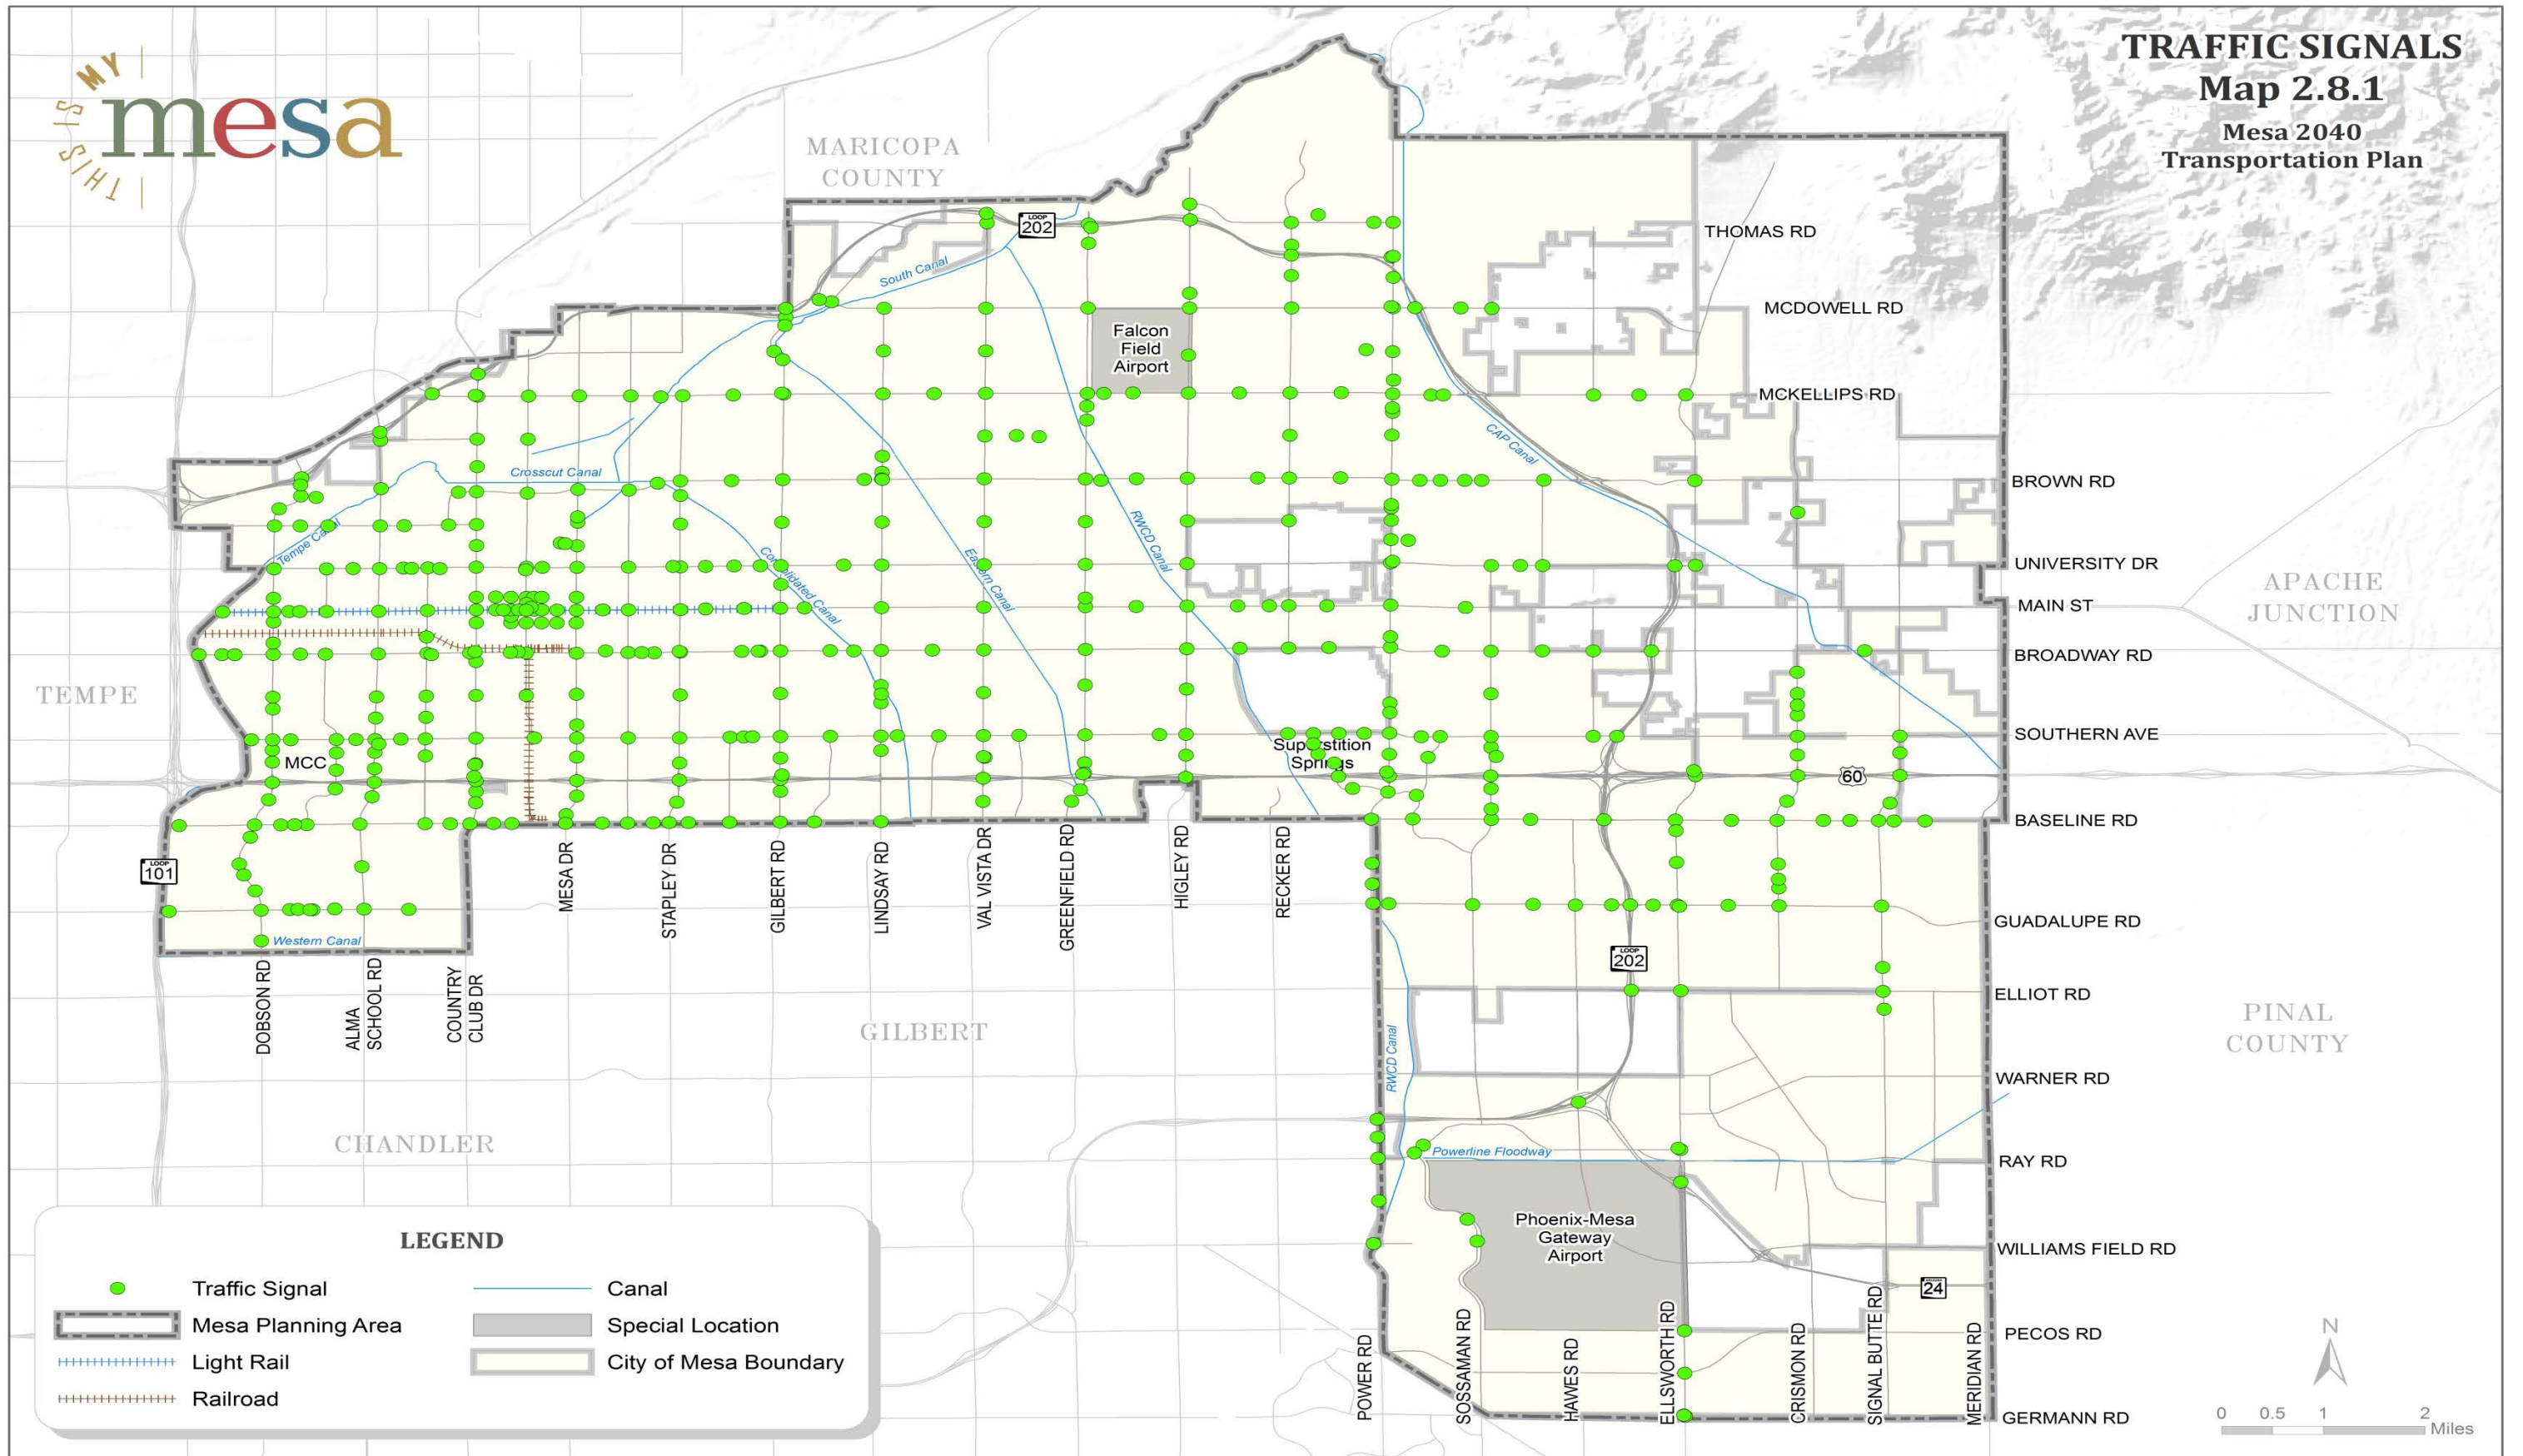 THIS IS MY
mesa
TRAFFIC SIGNALS
Map 2.8.1
Mesa 2040
Transportation Plan
MARICOPA
COUNTY
LOOP
202
THOMAS RD
South Canal
MCDOWELL RD
Falcon
Field
Airport
MCKELLIPS RD
CAP Canal
Crosscut Canal
BROWN RD
Tempe Canal
Consolidated Canal
Eastern Canal
RWCD Canal
UNIVERSITY DR
APACHE
JUNCTION
MAIN ST
BROADWAY RD
TEMPE
SOUTHERN AVE
Superstition
Springs
MCC
60
BASELINE RD
LOOP
101
MESA DR
STAPLEY DR
GILBERT RD
LINDSAY RD
VAL VISTA DR
GREENFIELD RD
HIGLEY RD
RECKER RD
GUADALUPE RD
Western Canal
LOOP
202
DOBSON RD
ALMA
SCHOOL RD
COUNTRY
CLUB DR
ELLIOT RD
GILBERT
PINAL
COUNTY
RWCD Canal
WARNER RD
CHANDLER
Powerline Floodway
RAY RD
Phoenix-Mesa
Gateway
Airport
WILLIAMS FIELD RD
24
PECOS RD
POWER RD
SOSSAMAN RD
HAWES RD
ELLSWORTH RD
CRISMON RD
SIGNAL BUTTE RD
MERIDIAN RD
GERMANN RD
LEGEND
Traffic Signal
Mesa Planning Area
Light Rail
Railroad
Canal
Special Location
City of Mesa Boundary
N
0 0.5 1 2
Miles